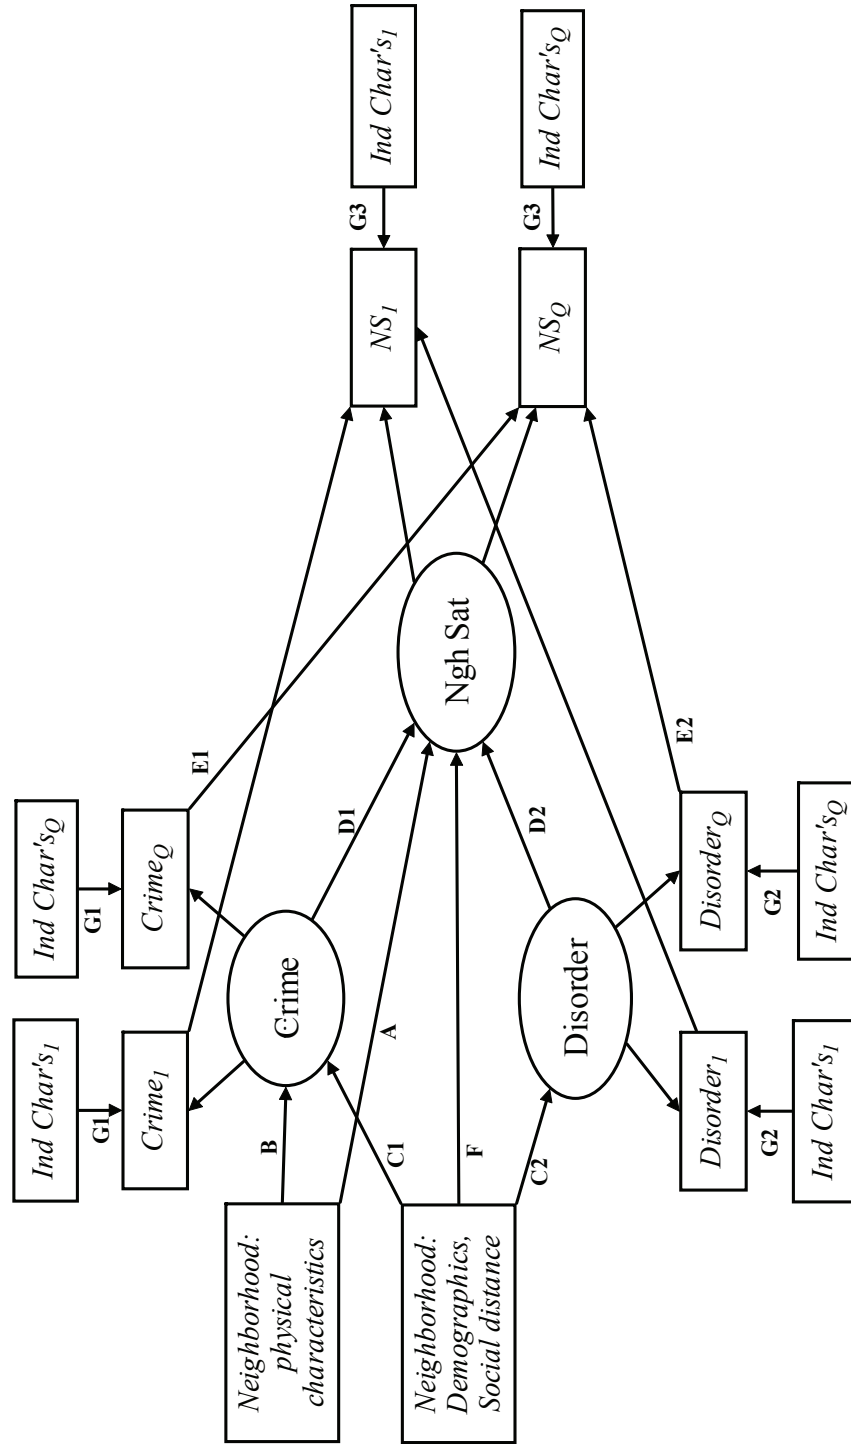 Ind Char's1
Ind Char'sQ
G1
G1
Crime1
CrimeQ
E1
Neighborhood:
physical
characteristics
B
Crime
D1
A
C1
G3
NS1
Ind Char's1
Neighborhood:
Demographics,
Social distance
F
Ngh Sat
C2
D2
G3
NSQ
Ind Char'sQ
Disorder
E2
Disorder1
DisorderQ
G2
G2
Ind Char's1
Ind Char'sQ